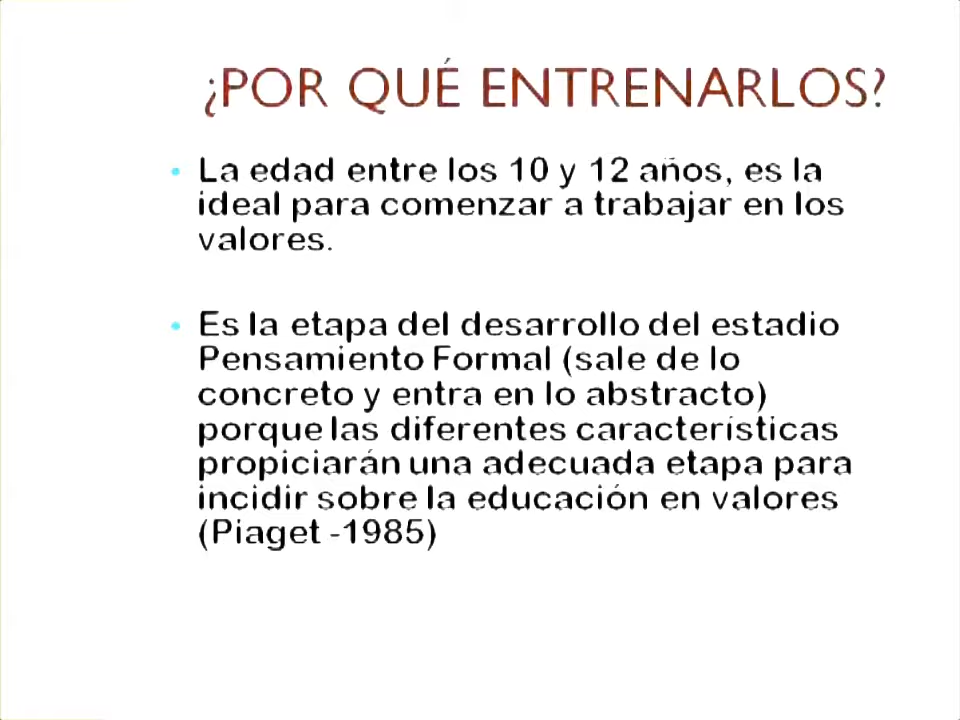 ¿POR QUÉ ENTRENARLOS?
• La edad entre los 10 y 12 años, es la
ideal para comenzar a trabajar en los
valores.
• Es la etapa del desarrollo del estadio
Pensamiento Formal (sale de lo
concreto y entra en lo abstracto)
porque las diferentes características
propiciarán una adecuada etapa para
incidir sobre la educación en valores
(Piaget -1985)